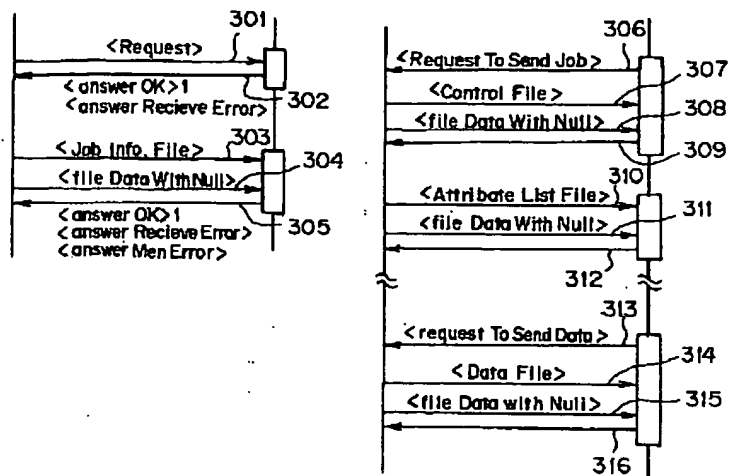 301
<Request>
<answer OK>1
302
<answer Recieve Error>
303
<Job Info. File>
304
<file Data With Null>
<answer OK>1
305
<answer Recieve Error>
<answer Men Error>
306
<Request To Send Job>
307
<Control File>
308
<file Data With Null>
309
310
<Attribute List File>
311
<file Data With Null>
312
313
<request To Send Data>
314
<Data File>
315
<file Data with Null>
316